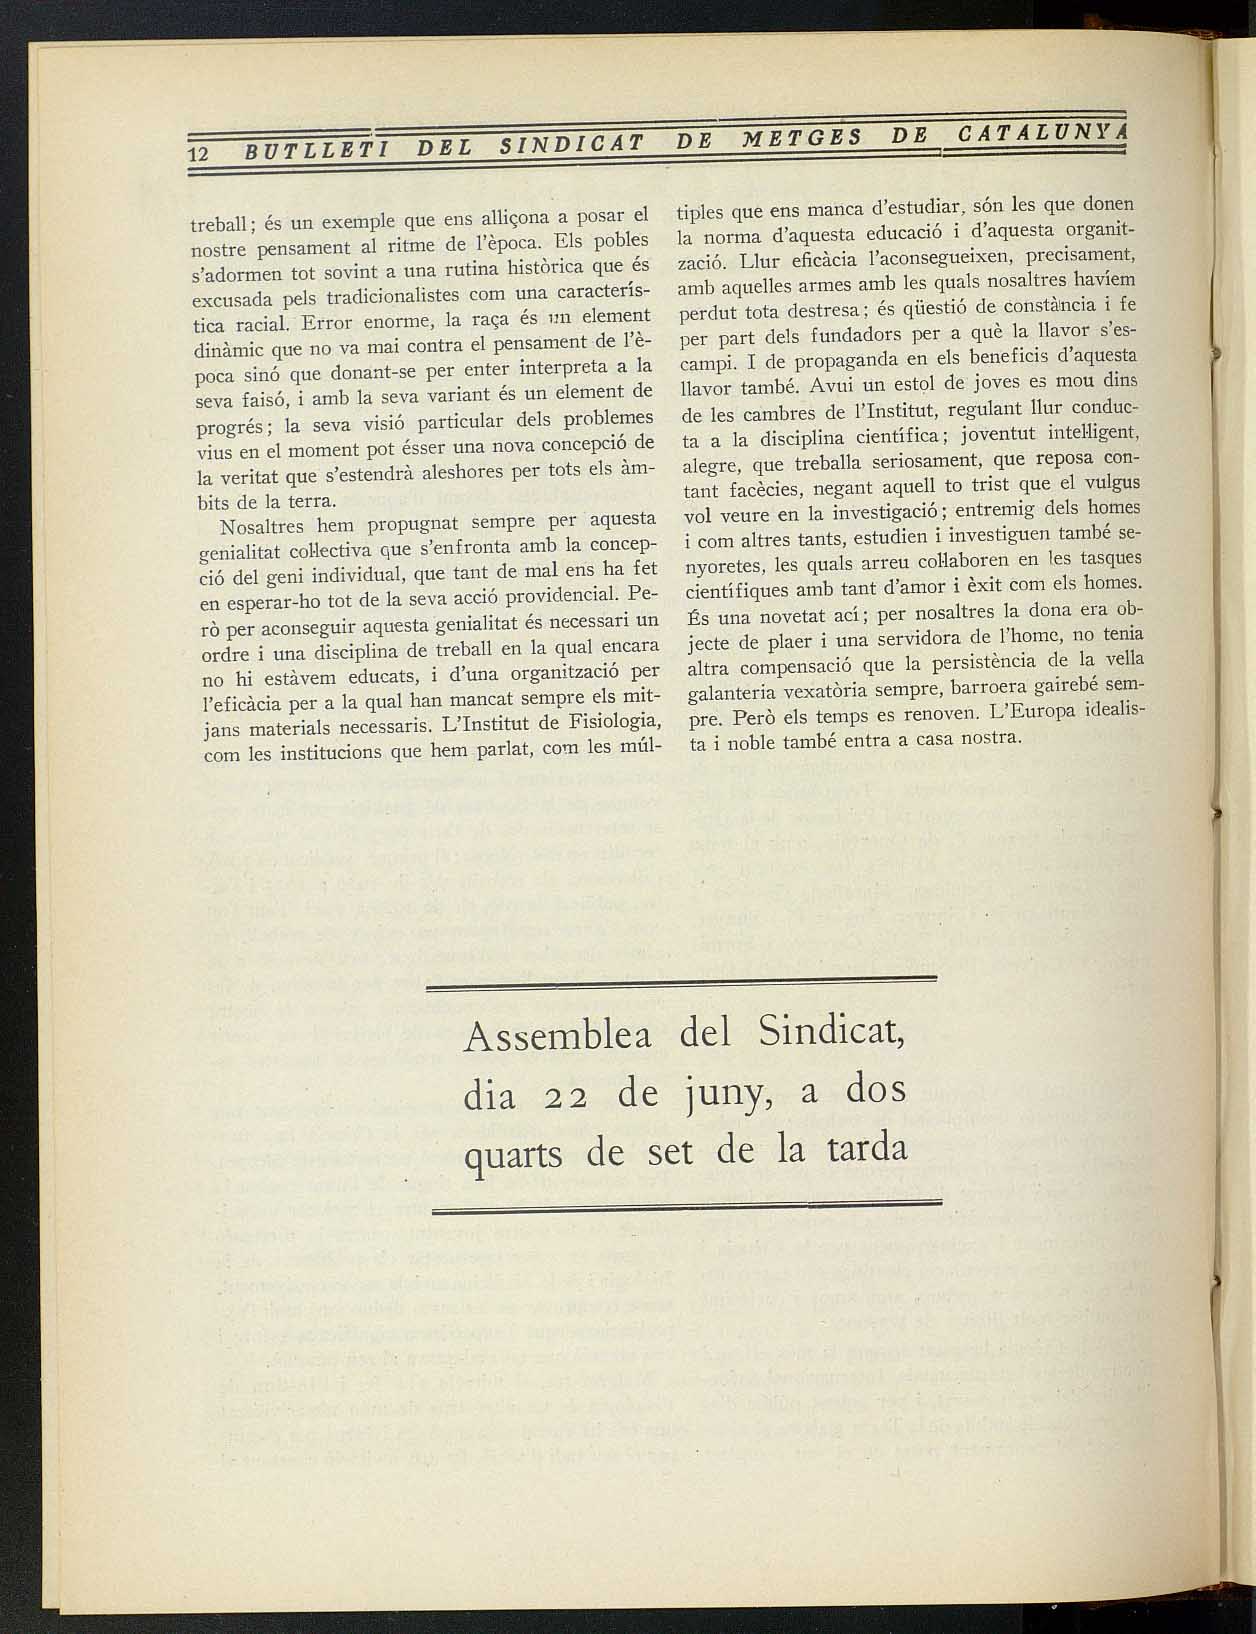 12 BUTLLETI DEL SINDICAT DE METGES DE CATALUNYA
treball; és un exemple que ens alliçona a posar el
nostre pensament al ritme de l'època. Els pobles
s'adormen tot sovint a una rutina històrica que és
excusada pels tradicionalistes com una caracterís-
tica racial. Error enorme, la raça és un element
dinàmic que no va mai contra el pensament de l'è-
poca sinó que donant-se per enter interpreta a la
seva faisó, i amb la seva variant és un element de
progrés; la seva visió particular dels problemes
vius en el moment pot ésser una nova concepció de
la veritat que s'estendrà aleshores per tots els àm-
bits de la terra.
Nosaltres hem propugnat sempre per aquesta
genialitat col·lectiva que s'enfronta amb la concep-
ció del geni individual, que tant de mal ens ha fet
en esperar-ho tot de la seva acció providencial. Pe-
rò per aconseguir aquesta genialitat és necessari un
ordre i una disciplina de treball en la qual encara
no hi estàvem educats, i d'una organització per
l'eficàcia per a la qual han mancat sempre els mit-
jans materials necessaris. L'Institut de Fisiologia,
com les institucions que hem parlat, com les múl-
tiples que ens manca d'estudiar, són les que donen
la norma d'aquesta educació i d'aquesta organit-
zació. Llur eficàcia l'aconsegueixen, precisament,
amb aquelles armes amb les quals nosaltres havíem
perdut tota destresa; és qüestió de constància i fe
per part dels fundadors per a què la llavor s'es-
campi. I de propaganda en els beneficis d'aquesta
llavor també. Avui un estol de joves es mou dins
de les cambres de l'Institut, regulant llur conduc-
ta a la disciplina científica; joventut intel·ligent,
alegre, que treballa seriosament, que reposa con-
tant facècies, negant aquell to trist que el vulgus
vol veure en la investigació; entremig dels homes
i com altres tants, estudien i investiguen també se-
nyoretes, les quals arreu col·laboren en les tasques
científiques amb tant d'amor i èxit com els homes.
És una novetat ací; per nosaltres la dona era ob-
jecte de plaer i una servidora de l'home, no tenia
altra compensació que la persistència de la vella
galanteria vexatòria sempre, barroera gairebé sem-
pre. Però els temps es renoven. L'Europa idealis-
ta i noble també entra a casa nostra.
Assemblea del Sindicat,
dia 22 de juny, a dos
quarts de set de la tarda